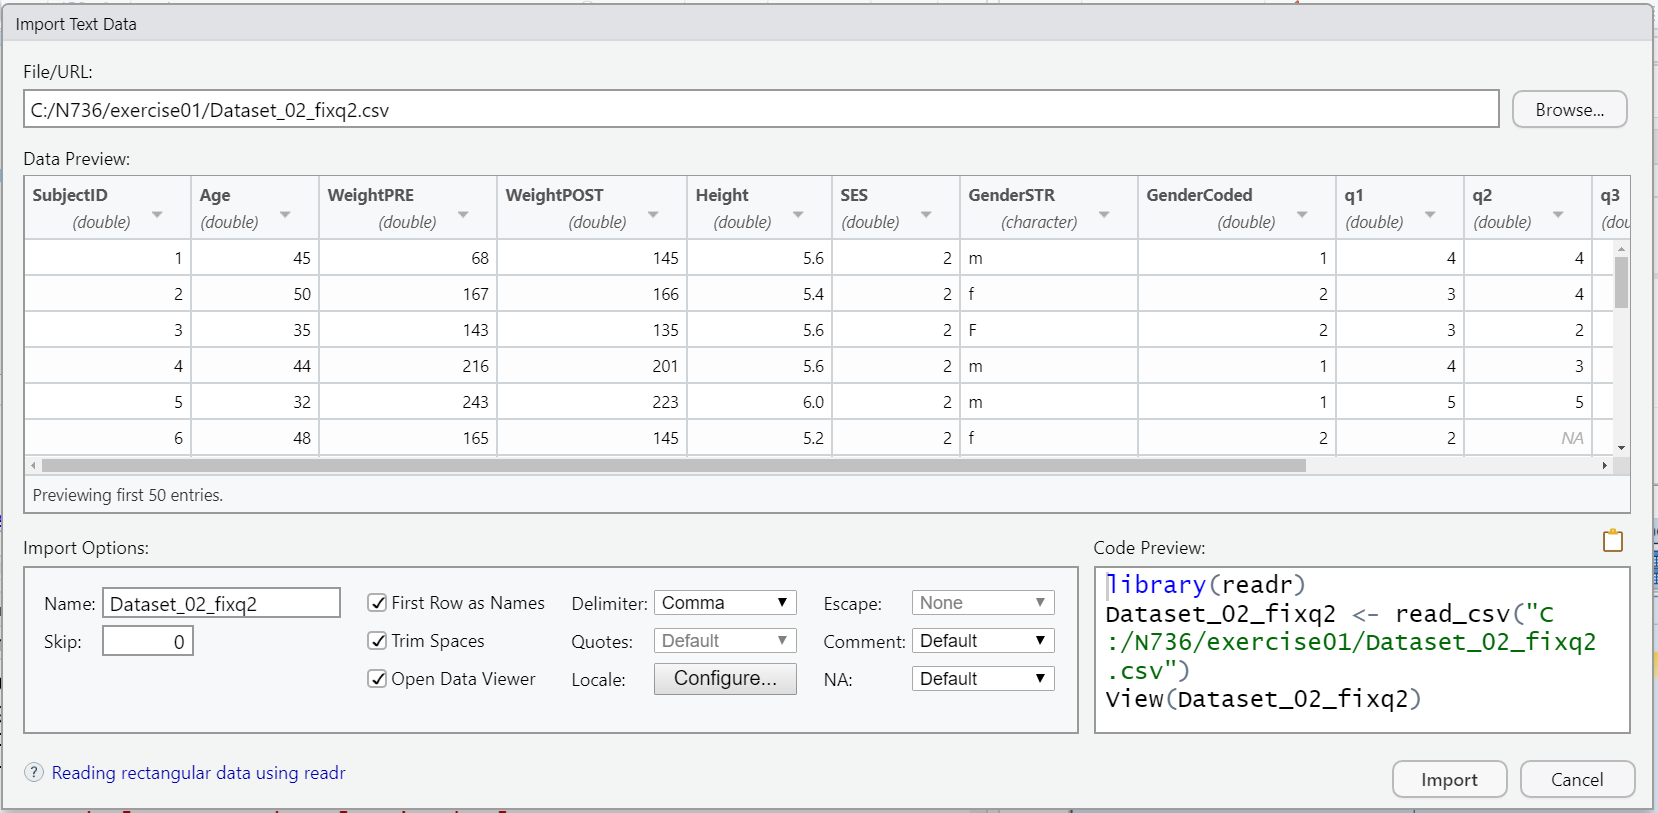 Import Text Data
File/URL:
C:/N736/exercise01/Dataset_02_fixq2.csv
Browse...
Data Preview:
SubjectID Age WeightPRE WeightPOST Height SES GenderSTR GenderCoded q1 q2 q3
(double) (double) (double) (double) (double) (double) (character) (double) (double) (double) (dou
1 45 68 145 5.6 2 m 1 4 4
2 50 167 166 5.4 2 f 2 3 4
3 35 143 135 5.6 2 F 2 3 2
4 44 216 201 5.6 2 m 1 4 3
5 32 243 223 6.0 2 m 1 5 5
6 48 165 145 5.2 2 f 2 2 NA
Previewing first 50 entries.
Import Options:
Name: Dataset_02_fixq2
Skip: 0
First Row as Names
Trim Spaces
Open Data Viewer
Delimiter: Comma
Quotes: Default
Locale: Configure...
Escape: None
Comment: Default
NA: Default
Code Preview:
library(readr)
Dataset_02_fixq2 <- read_csv("C
:/N736/exercise01/Dataset_02_fixq2
.csv")
View(Dataset_02_fixq2)
? Reading rectangular data using readr
Import
Cancel